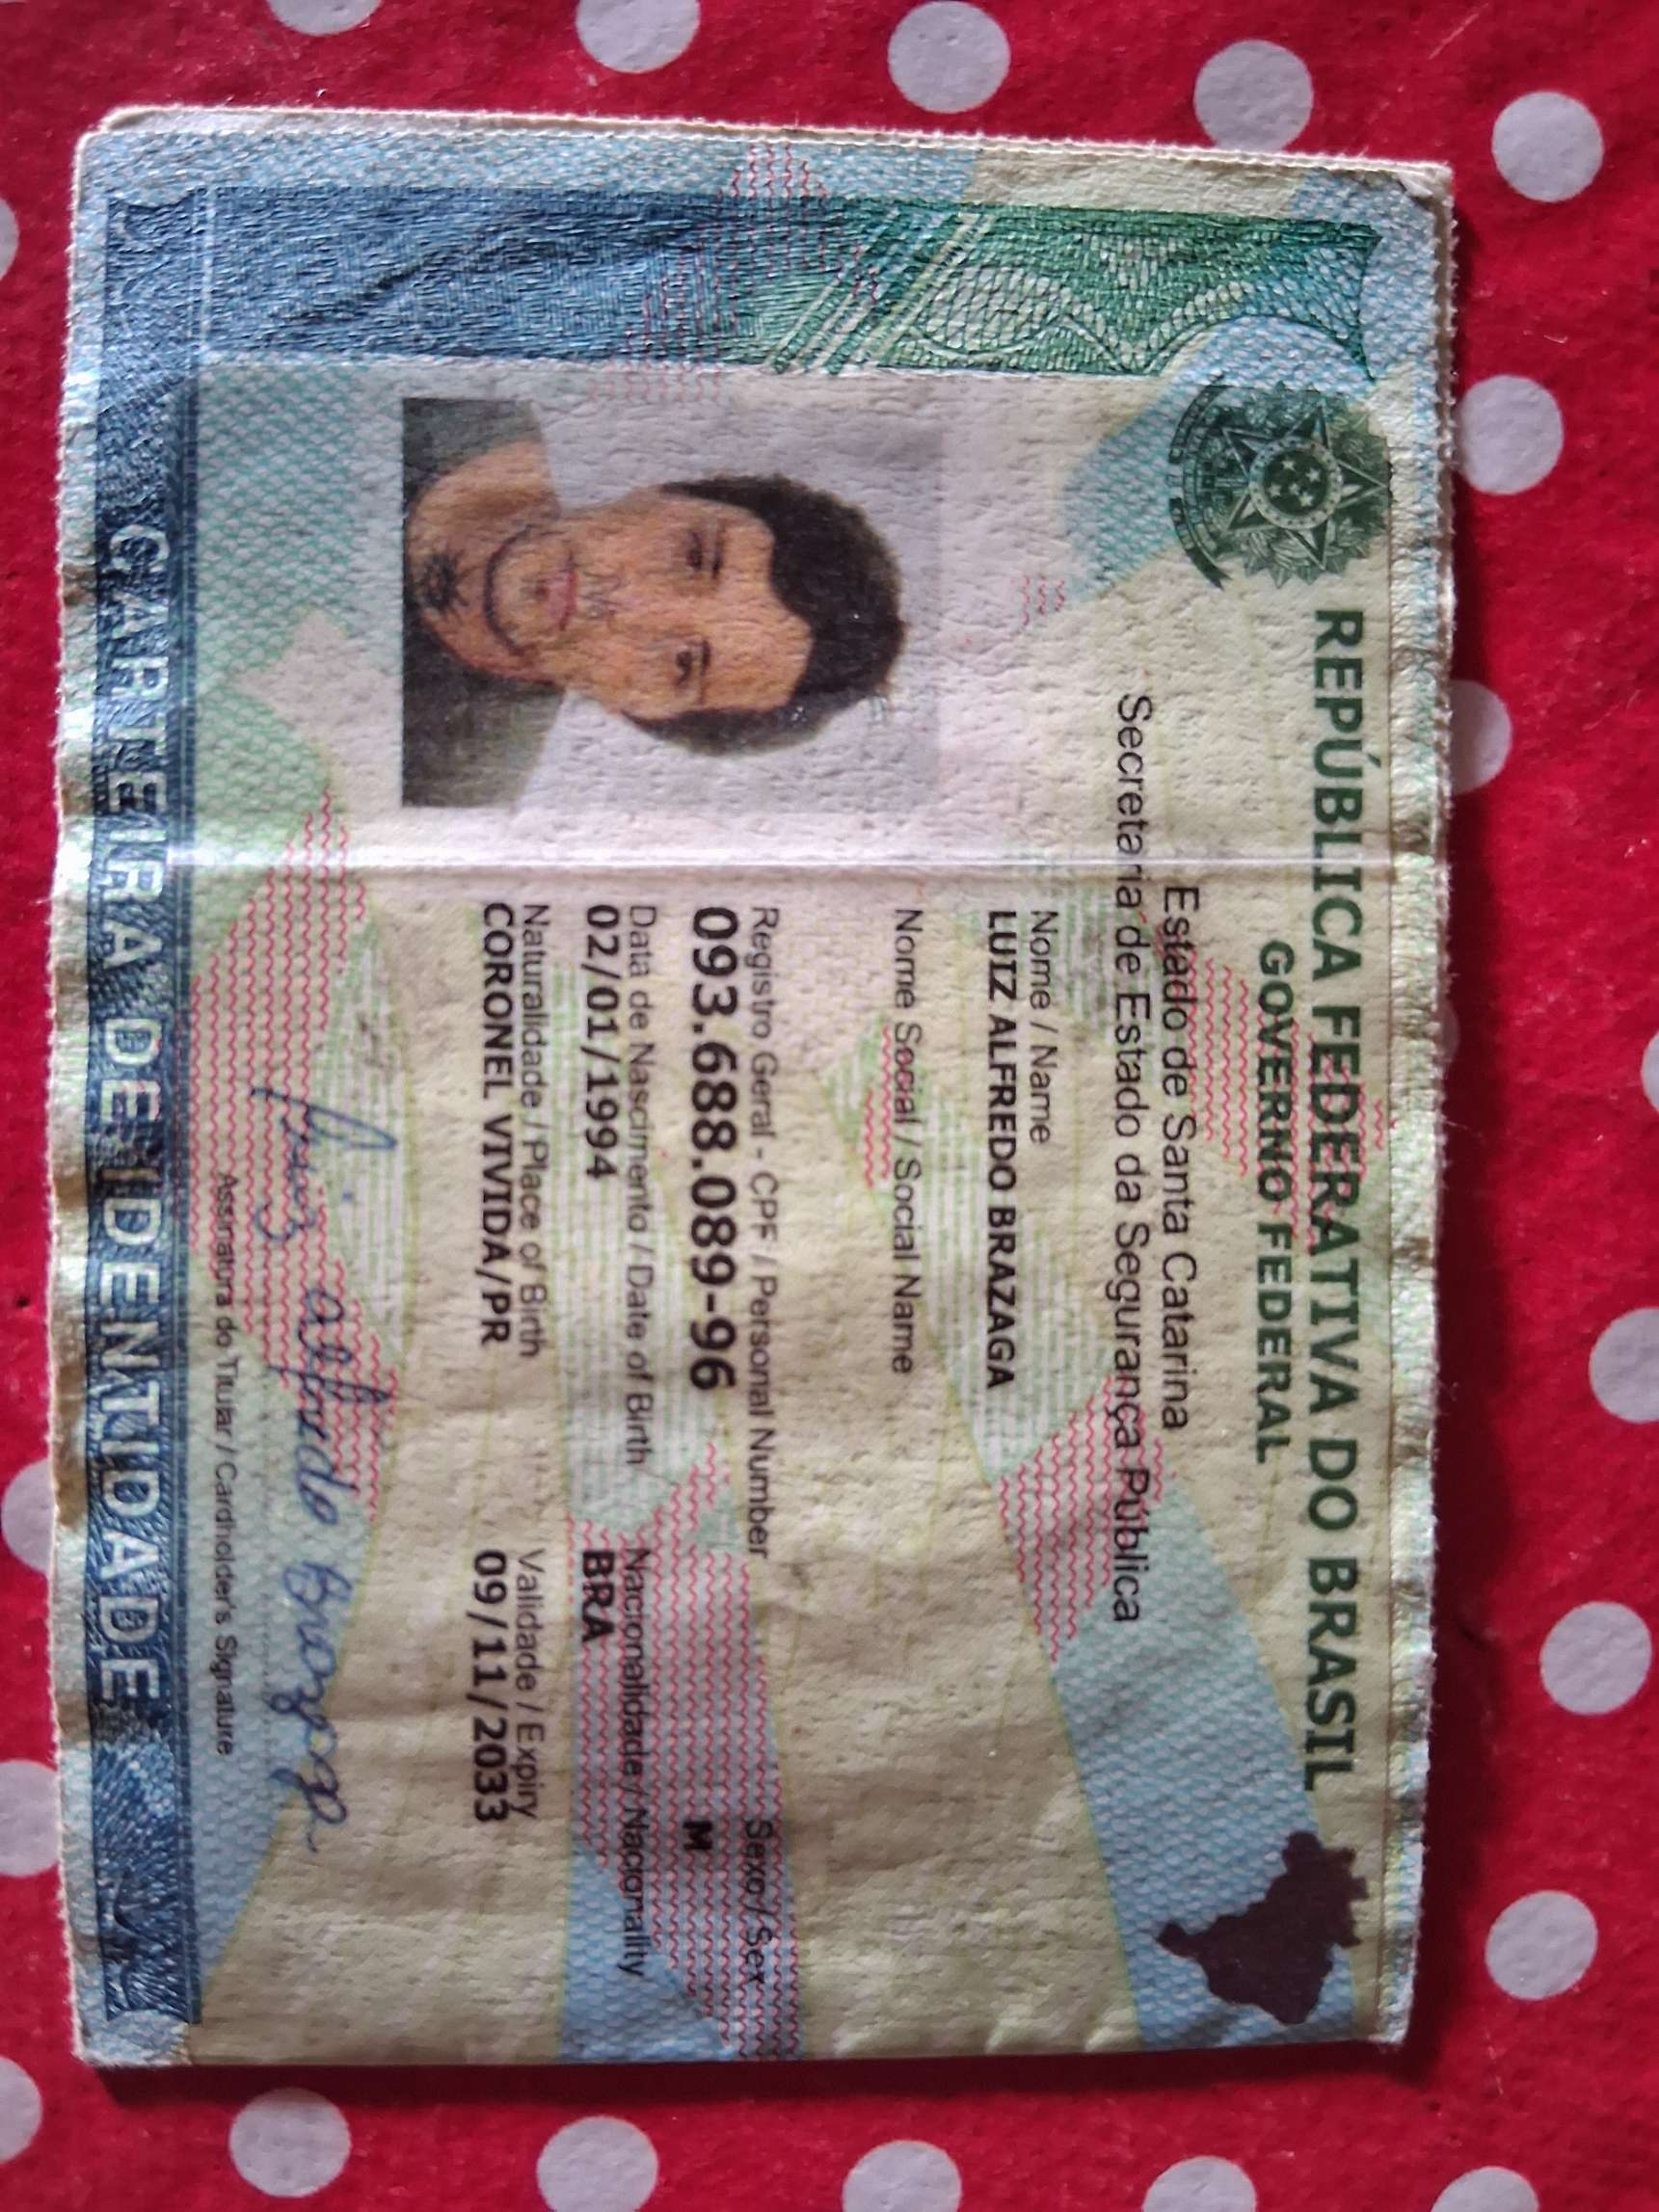 REPÚBLICA FEDERATIVA DO BRASIL
GOVERNO FEDERAL
Estado de Santa Catarina
Secretaria de Estado da Segurança Pública
Nome / Name
LUIZ ALFREDO BRAZAGA
Nome Social / Social Name
Registro Geral - CPF / Personal Number
Sexo / Sex
093.688.089-96
M
Data de Nascimento / Date of Birth
Nacionalidade / Nacionality
02/01/1994
BRA
Naturalidade / Place of Birth
Validade / Expiry
CORONEL VIVIDA/PR
09/11/2033
Luiz alfredo Brazaga
Assinatura do Titular / Cardholder's Signature
CARTEIRA DE IDENTIDADE